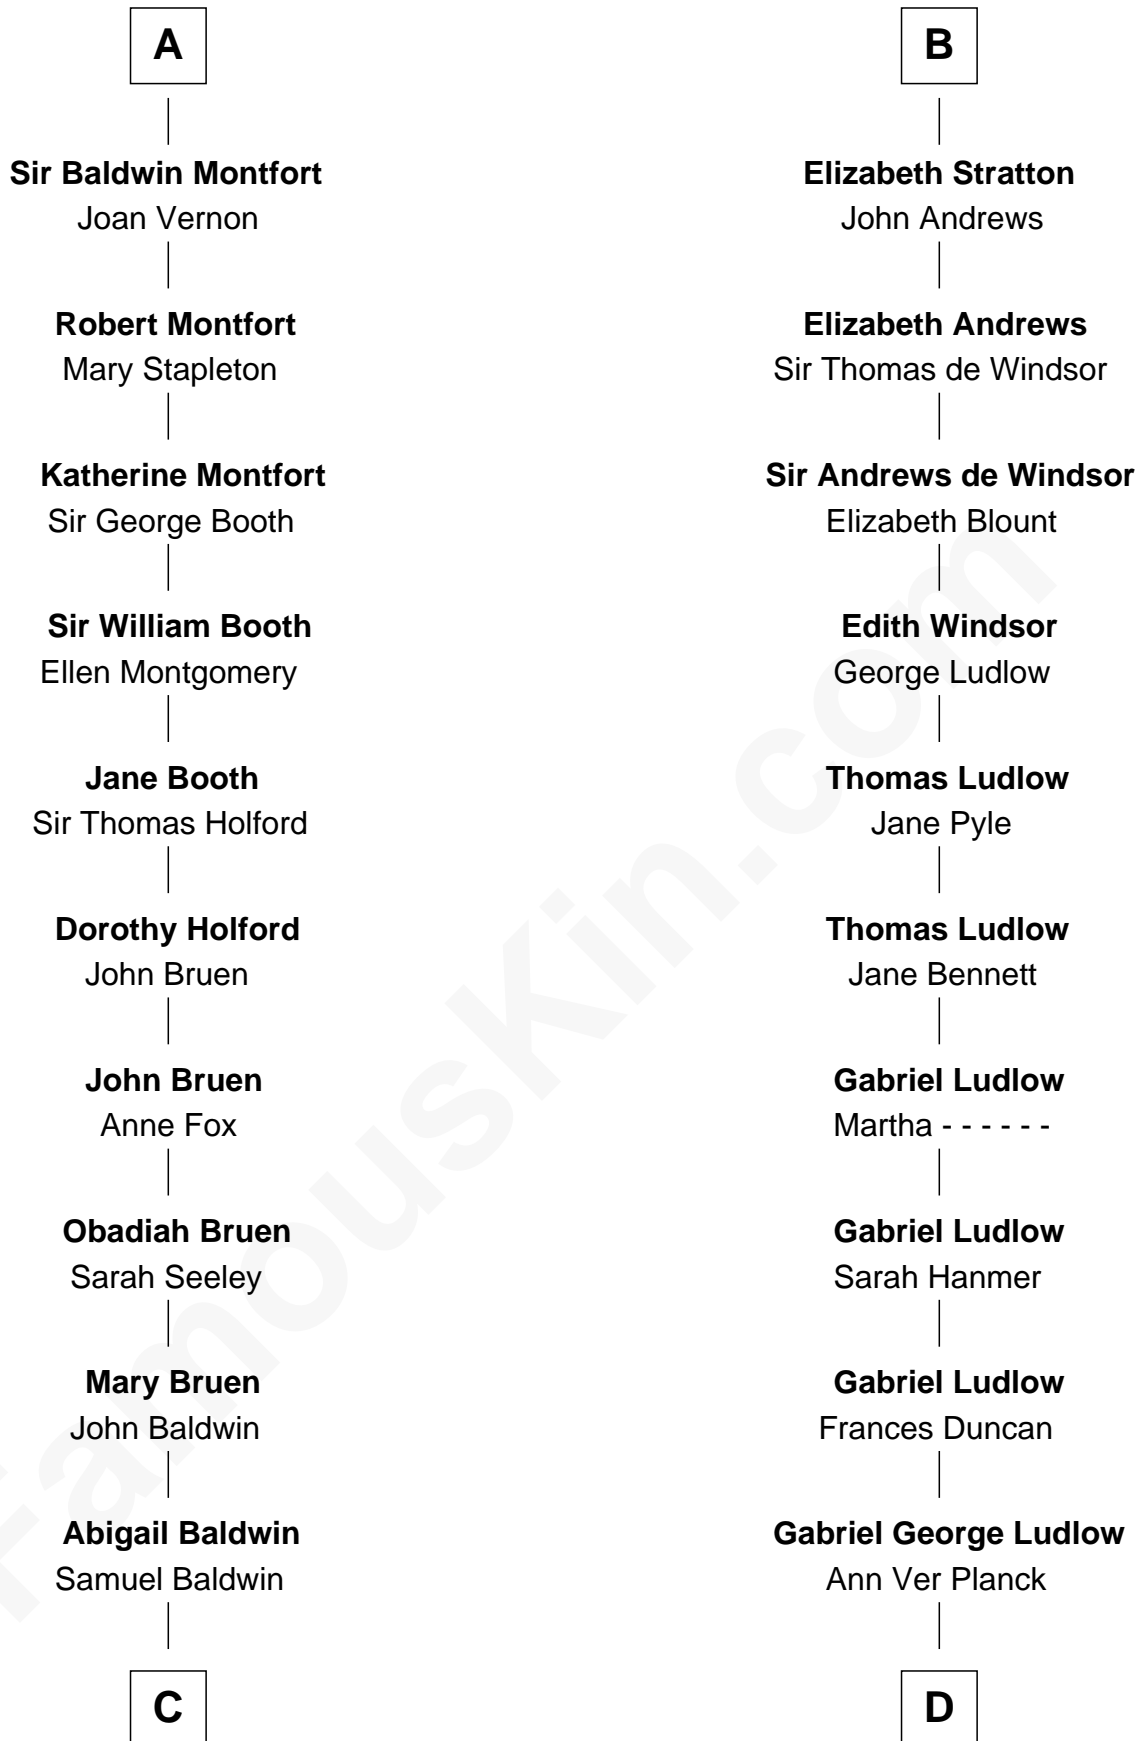 A
Sir Baldwin Montfort
Joan Vernon
Robert Montfort
Mary Stapleton
Katherine Montfort
Sir George Booth
Sir William Booth
Ellen Montgomery
Jane Booth
Sir Thomas Holford
Dorothy Holford
John Bruen
John Bruen
Anne Fox
Obadiah Bruen
Sarah Seeley
Mary Bruen
John Baldwin
Abigail Baldwin
Samuel Baldwin
C
B
Elizabeth Stratton
John Andrews
Elizabeth Andrews
Sir Thomas de Windsor
Sir Andrews de Windsor
Elizabeth Blount
Edith Windsor
George Ludlow
Thomas Ludlow
Jane Pyle
Thomas Ludlow
Jane Bennett
Gabriel Ludlow
Martha - - - - - -
Gabriel Ludlow
Sarah Hanmer
Gabriel Ludlow
Frances Duncan
Gabriel George Ludlow
Ann Ver Planck
D
FamousKin.com